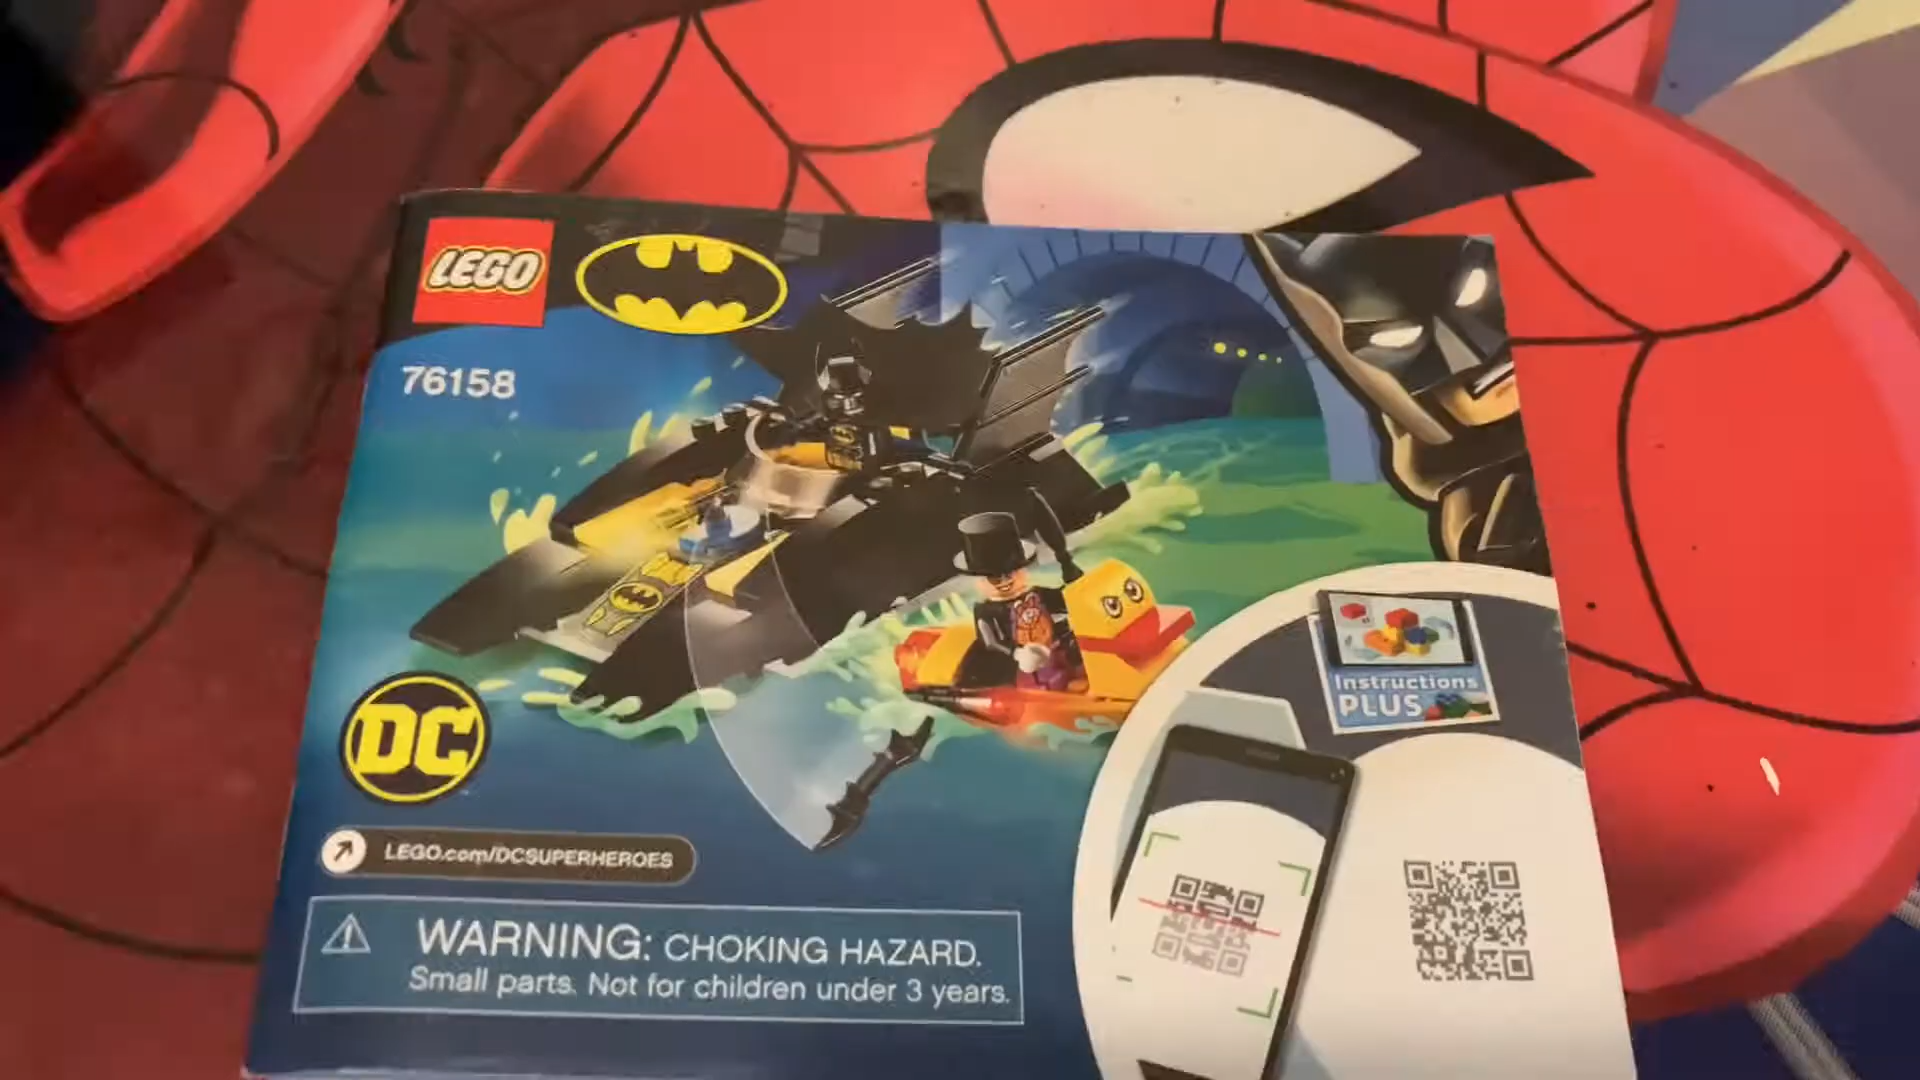 LEGO
76158
Instructions
PLUS
DC
LEGO.com/DCSUPERHEROES
WARNING: CHOKING HAZARD.
Small parts. Not for children under 3 years.